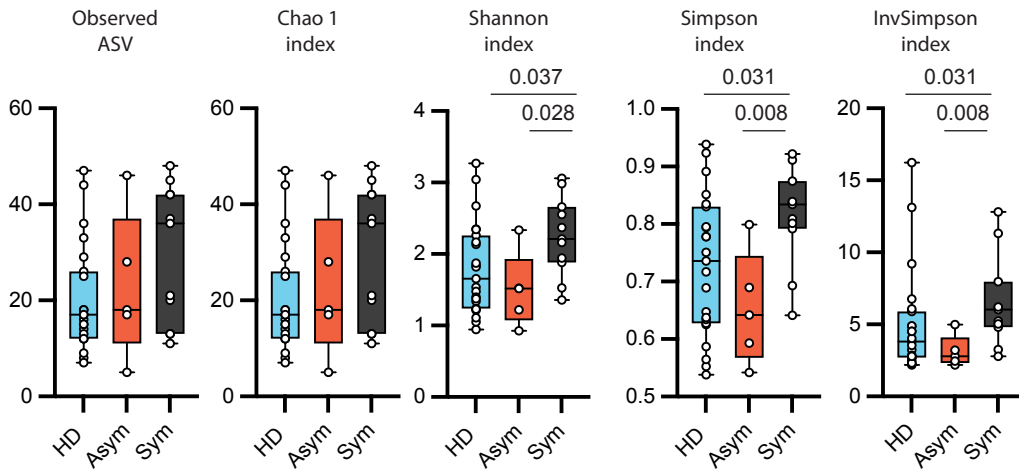 Observed
ASV
60
40
20
0
HD
Asym
Sym
Chao 1
index
60
40
20
0
HD
Asym
Sym
Shannon
index
0.037
0.028
4
3
2
1
0
HD
Asym
Sym
Simpson
index
0.031
0.008
1.0
0.9
0.8
0.7
0.6
0.5
HD
Asym
Sym
InvSimpson
index
0.031
0.008
20
15
10
5
0
HD
Asym
Sym